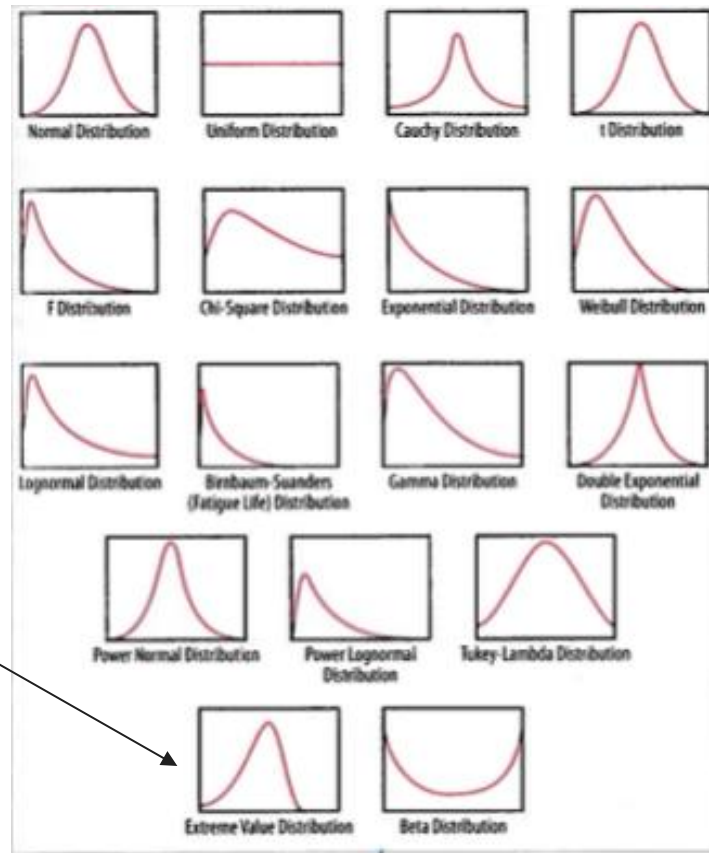 Normal Distribution
Uniform Distribution
Cauchy Distribution
t Distribution
F Distribution
Chi-Square Distribution
Exponential Distribution
Weibull Distribution
Lognormal Distribution
Birnbaum-Suanders
(Fatigue Life) Distribution
Gamma Distribution
Double Exponential
Distribution
Power Normal Distribution
Power Lognormal
Distribution
Tukey-Lambda Distribution
Extreme Value Distribution
Beta Distribution